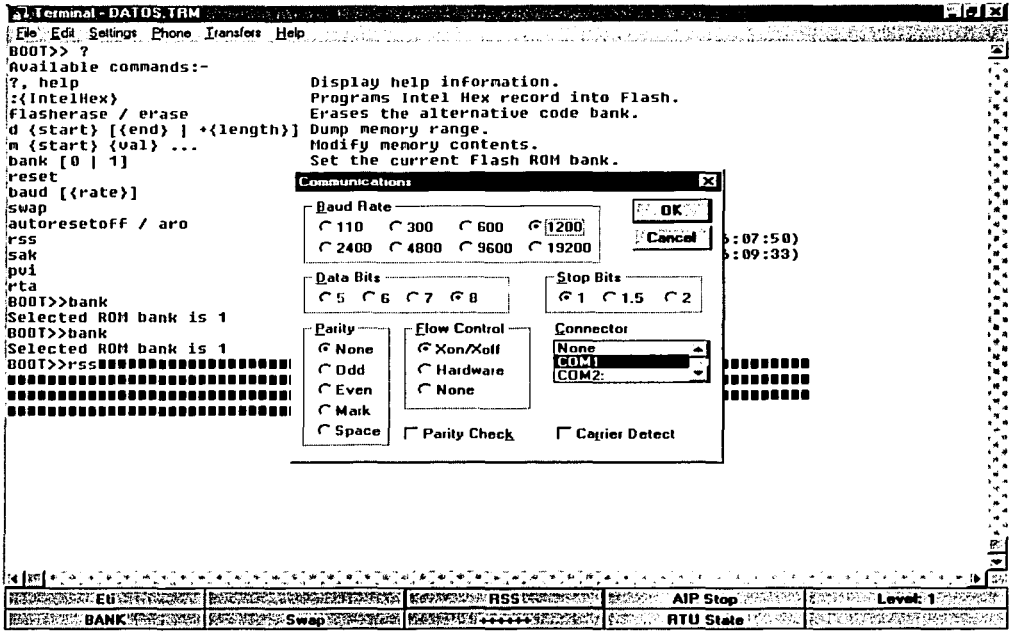 Terminal - DATOS.TRM
File Edit Settings Phone Transfers Help
BOOT>> ?
Available commands:-
?, help Display help information.
:{IntelHex} Programs Intel Hex record into Flash.
flasherase / erase Erases the alternative code bank.
d {start} [{end} | +{length}] Dump memory range.
m {start} {val} ... Modify memory contents.
bank [0 | 1] Set the current Flash ROM bank.
reset
baud [{rate}]
swap
autoresetoff / aro
rss :07:50)
sak :09:33)
pvi
rta
BOOT>>bank
Selected ROM bank is 1
BOOT>>bank
Selected ROM bank is 1
BOOT>>rss
Communications
Baud Rate
110 300 600 1200
2400 4800 9600 19200
OK
Cancel
Data Bits
5 6 7 8
Stop Bits
1 1.5 2
Parity
None
Odd
Even
Mark
Space
Flow Control
Xon/Xoff
Hardware
None
Connector
None
COM1
COM2:
Parity Check
Carrier Detect
Eti RSS AIP Stop Level: 1
BANK Swap ++++++ RTU State